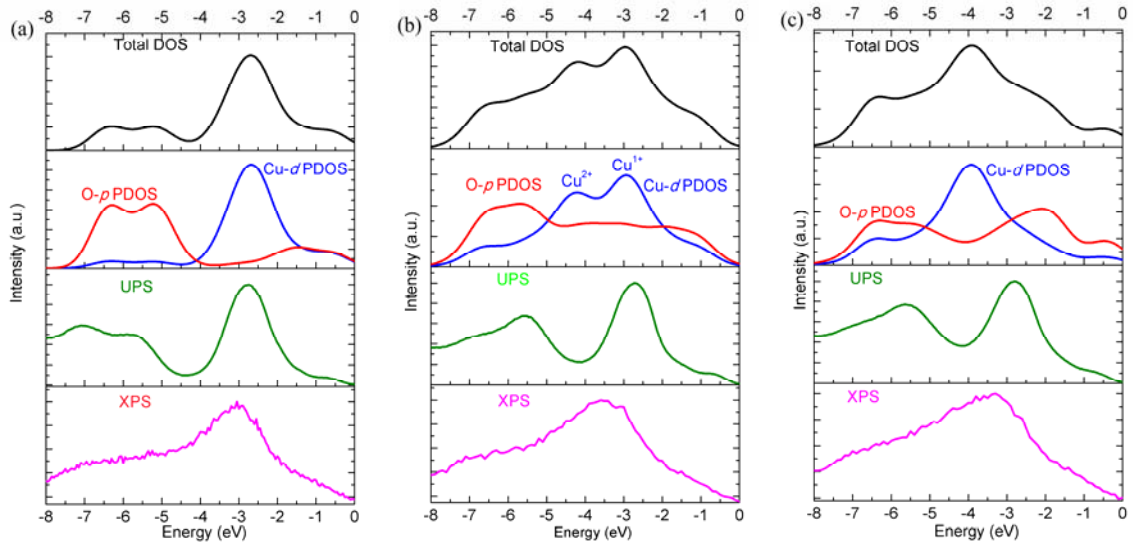 (a)
-8 -7 -6 -5 -4 -3 -2 -1 0
Total DOS
Cu-d PDOS
O-p PDOS
UPS
XPS
Intensity (a.u.)
-8 -7 -6 -5 -4 -3 -2 -1 0
Energy (eV)
(b)
-8 -7 -6 -5 -4 -3 -2 -1 0
Total DOS
Cu1+
O-p PDOS
Cu2+
Cu-d PDOS
UPS
XPS
Intensity (a.u.)
-8 -7 -6 -5 -4 -3 -2 -1 0
Energy (eV)
(c)
-8 -7 -6 -5 -4 -3 -2 -1 0
Total DOS
Cu-d PDOS
O-p PDOS
UPS
XPS
Intensity (a.u.)
-8 -7 -6 -5 -4 -3 -2 -1 0
Energy (eV)